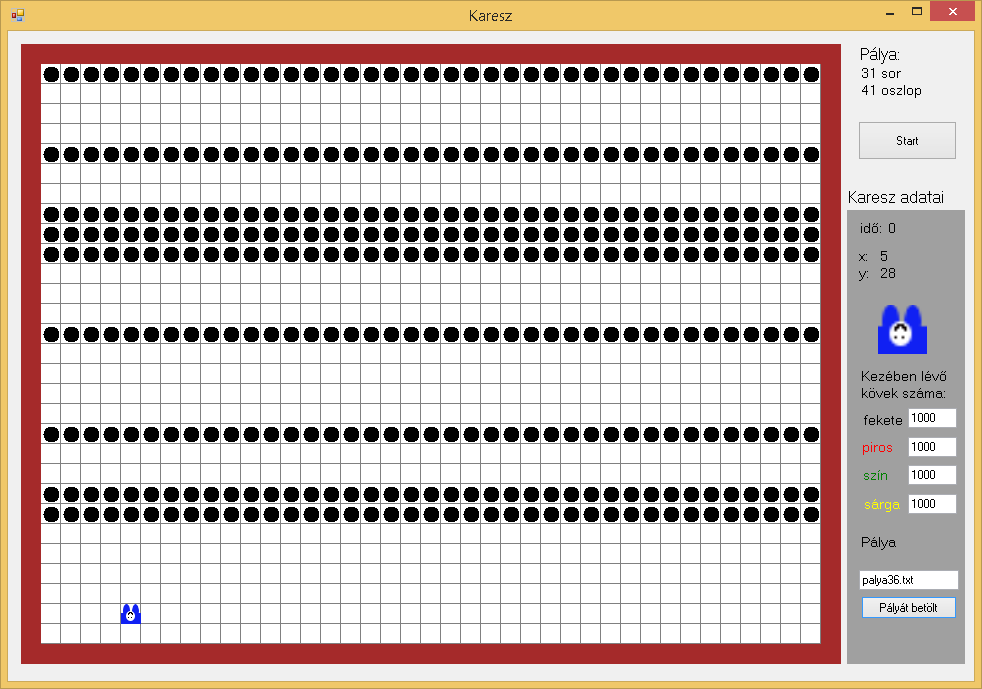 Karesz
Pálya:
31 sor
41 oszlop
Start
Karesz adatai
idő: 0
x: 5
y: 28
Kezében lévő
kövek száma:
fekete 1000
piros 1000
szín 1000
sárga 1000
Pálya
palya36.txt
Pályát betölt